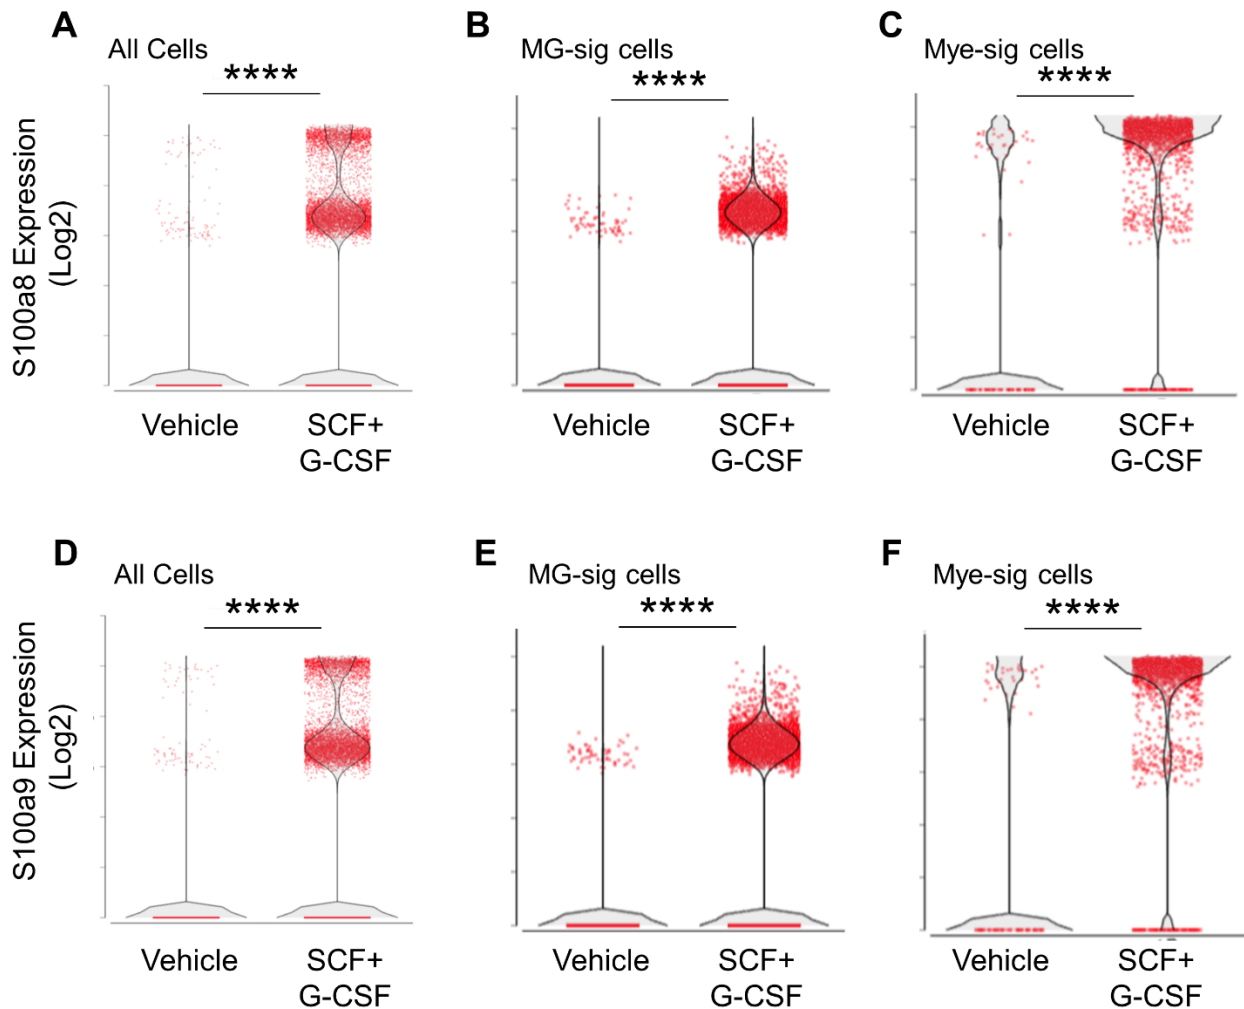 A
All Cells
****
B
MG-sig cells
****
C
Mye-sig cells
****
S100a8 Expression
(Log2)
Vehicle
SCF+
G-CSF
Vehicle
SCF+
G-CSF
Vehicle
SCF+
G-CSF
D
All Cells
****
E
MG-sig cells
****
F
Mye-sig cells
****
S100a9 Expression
(Log2)
Vehicle
SCF+
G-CSF
Vehicle
SCF+
G-CSF
Vehicle
SCF+
G-CSF